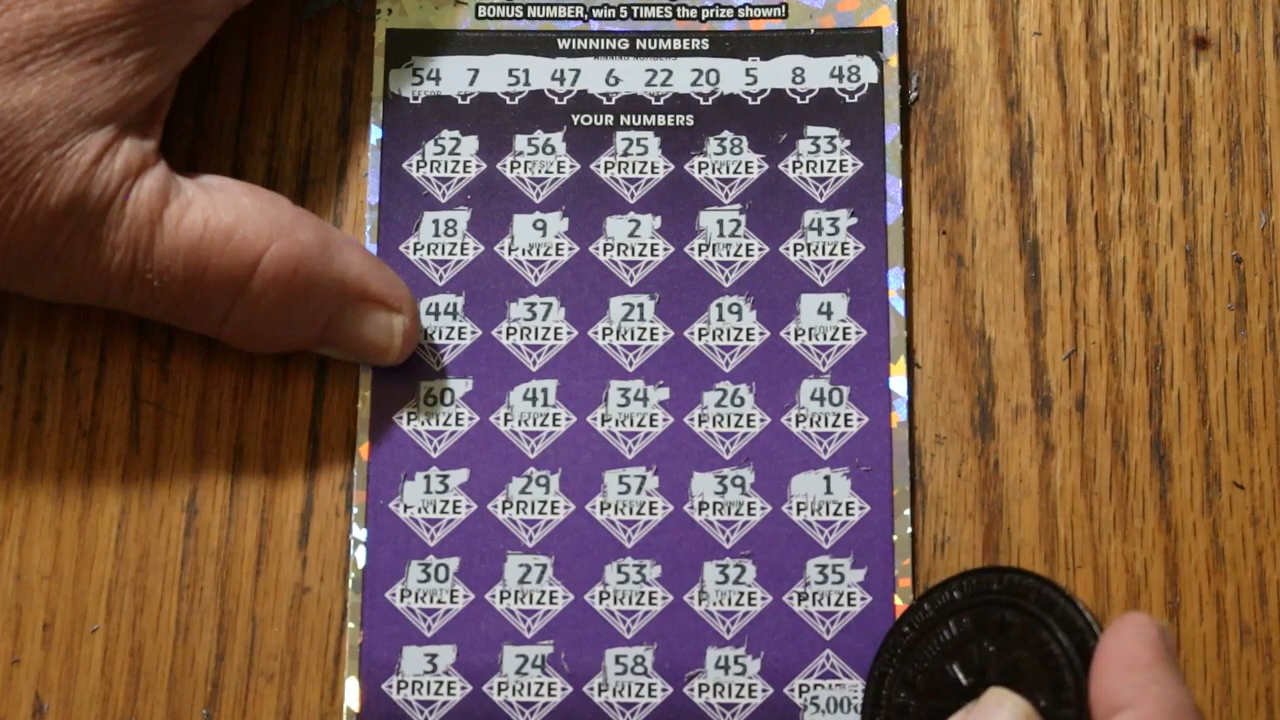 BONUS NUMBER, win 5 TIMES the prize shown!
WINNING NUMBERS
54 7 51 47 6 22 20 5 8 48
YOUR NUMBERS
52 56 25 38 33
PRIZE PRIZE PRIZE PRIZE PRIZE
18 9 2 12 43
PRIZE PRIZE PRIZE PRIZE PRIZE
44 37 21 19 4
RIZE PRIZE PRIZE PRIZE PRIZE
60 41 34 26 40
PRIZE PRIZE PRIZE PRIZE PRIZE
13 29 57 39 1
PRIZE PRIZE PRIZE PRIZE PRIZE
30 27 53 32 35
PRIZE PRIZE PRIZE PRIZE PRIZE
3 24 58 45
PRIZE PRIZE PRIZE PRIZE PRIZE